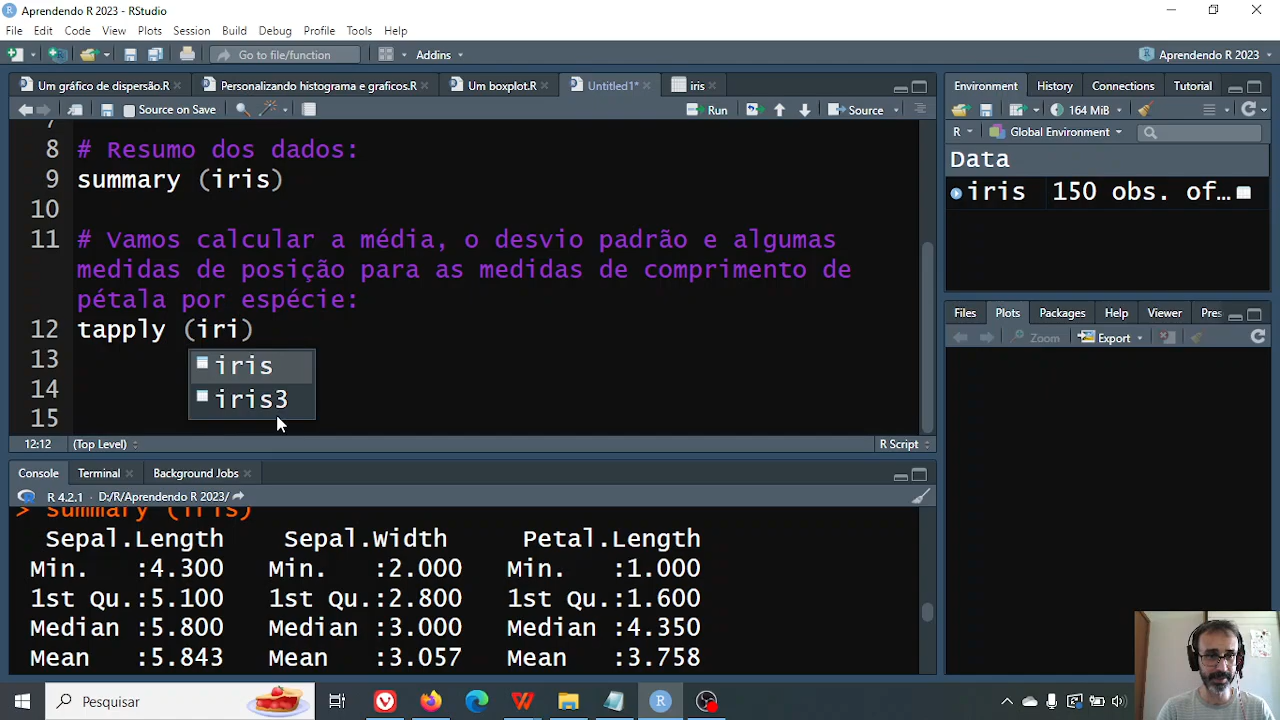 Aprendendo R 2023 - RStudio
File Edit Code View Plots Session Build Debug Profile Tools Help
Go to file/function Addins Aprendendo R 2023
Um gráfico de dispersão.R Personalizando histograma e graficos.R Um boxplot.R Untitled1* iris
Source on Save Run Source
8 # Resumo dos dados:
9 summary (iris)
10
11 # Vamos calcular a média, o desvio padrão e algumas
medidas de posição para as medidas de comprimento de
pétala por espécie:
12 tapply (iri)
13
14
15
iris
iris3
12:12 (Top Level) R Script
Console Terminal Background Jobs
R 4.2.1 · D:/R/Aprendendo R 2023/
> summary (iris)
Sepal.Length Sepal.Width Petal.Length
Min. :4.300 Min. :2.000 Min. :1.000
1st Qu.:5.100 1st Qu.:2.800 1st Qu.:1.600
Median :5.800 Median :3.000 Median :4.350
Mean :5.843 Mean :3.057 Mean :3.758
Environment History Connections Tutorial
164 MiB
R Global Environment
Data
iris 150 obs. of…
Files Plots Packages Help Viewer Pres
Zoom Export
Pesquisar